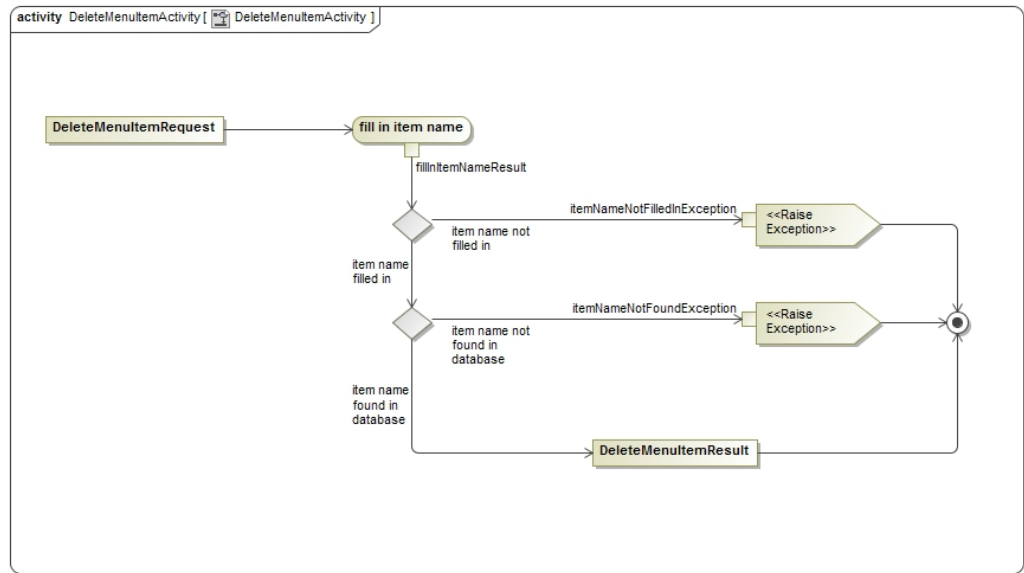 activity DeleteMenuItemActivity [ DeleteMenuItemActivity ]
DeleteMenuItemRequest
fill in item name
fillInItemNameResult
itemNameNotFilledInException
<<Raise
Exception>>
item name not
filled in
item name
filled in
itemNameNotFoundException
<<Raise
Exception>>
item name not
found in
database
item name
found in
database
DeleteMenuItemResult